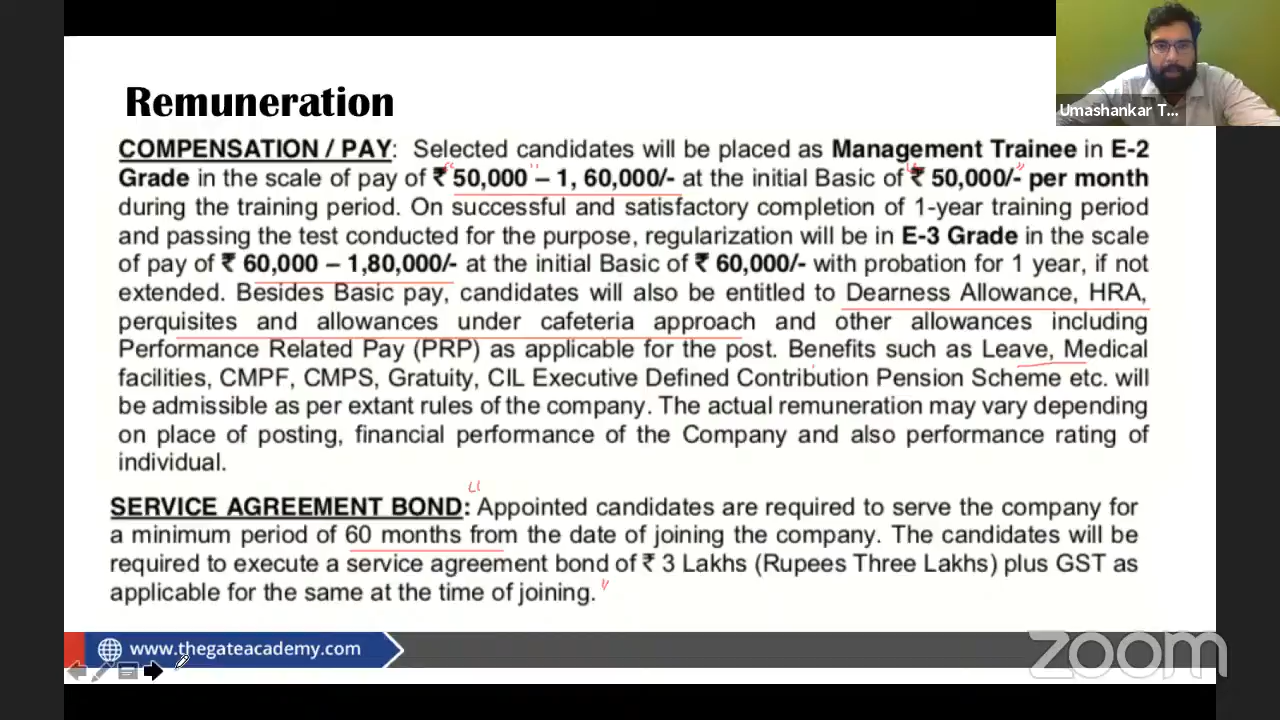 Remuneration
COMPENSATION / PAY: Selected candidates will be placed as Management Trainee in E-2
Grade in the scale of pay of ₹ 50,000 – 1, 60,000/- at the initial Basic of ₹ 50,000/- per month
during the training period. On successful and satisfactory completion of 1-year training period
and passing the test conducted for the purpose, regularization will be in E-3 Grade in the scale
of pay of ₹ 60,000 – 1,80,000/- at the initial Basic of ₹ 60,000/- with probation for 1 year, if not
extended. Besides Basic pay, candidates will also be entitled to Dearness Allowance, HRA,
perquisites and allowances under cafeteria approach and other allowances including
Performance Related Pay (PRP) as applicable for the post. Benefits such as Leave, Medical
facilities, CMPF, CMPS, Gratuity, CIL Executive Defined Contribution Pension Scheme etc. will
be admissible as per extant rules of the company. The actual remuneration may vary depending
on place of posting, financial performance of the Company and also performance rating of
individual.
SERVICE AGREEMENT BOND: Appointed candidates are required to serve the company for
a minimum period of 60 months from the date of joining the company. The candidates will be
required to execute a service agreement bond of ₹ 3 Lakhs (Rupees Three Lakhs) plus GST as
applicable for the same at the time of joining.
www.thegateacademy.com
zoom
Umashankar T...